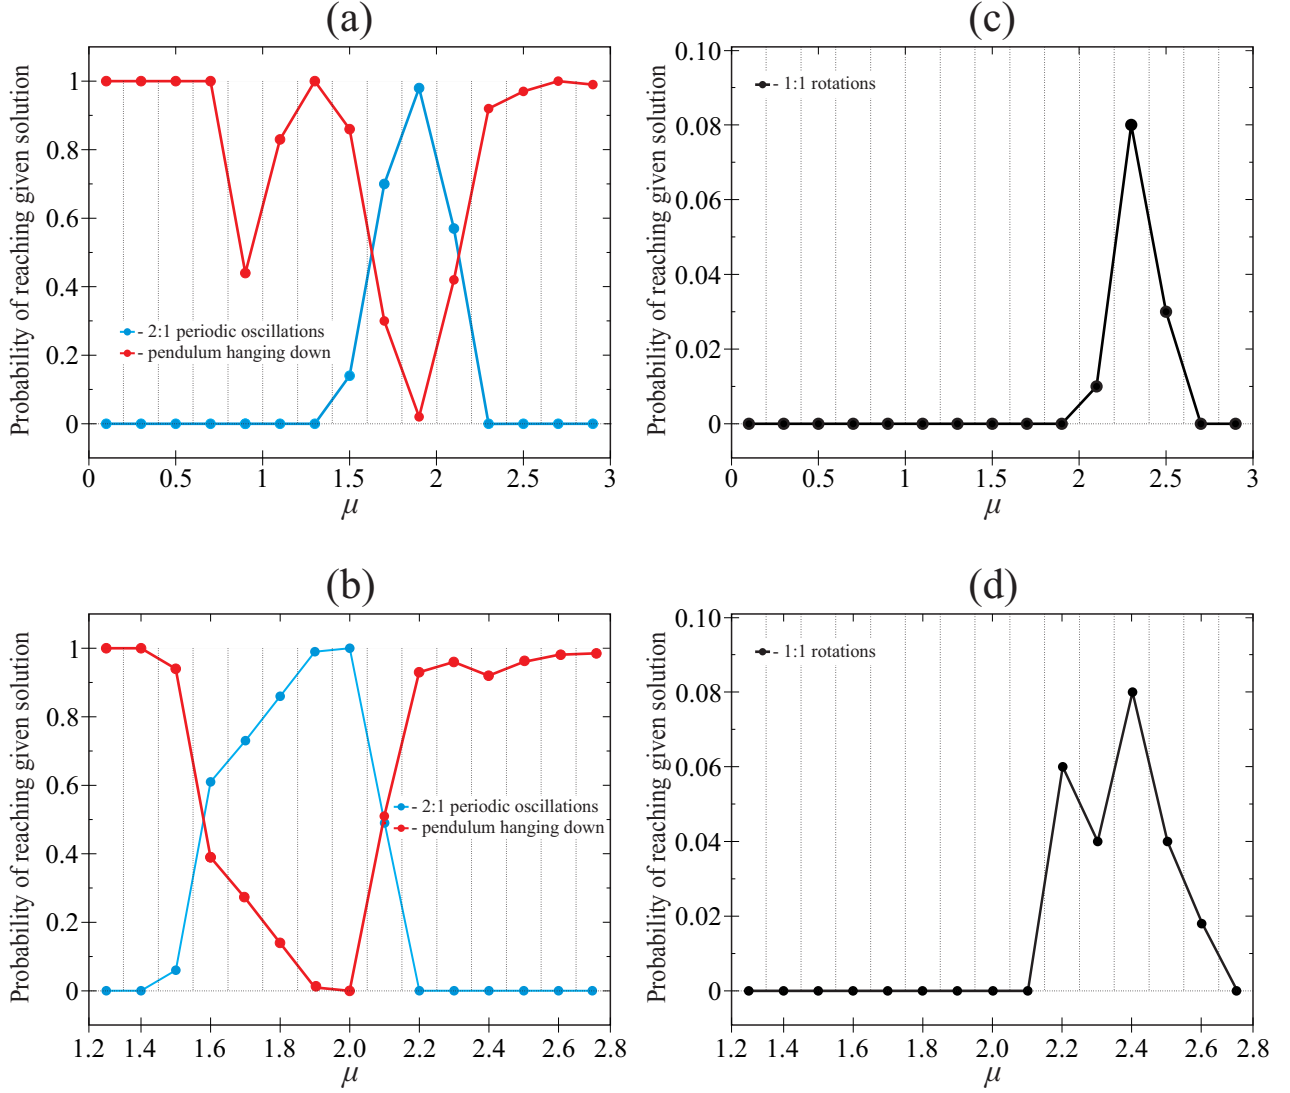 (a)
Probability of reaching given solution
1
0.8
0.6
0.4
0.2
0
- 2:1 periodic oscillations
- pendulum hanging down
0 0.5 1 1.5 2 2.5 3
μ
(c)
Probability of reaching given solution
0.10
0.08
0.06
0.04
0.02
0
- 1:1 rotations
0 0.5 1 1.5 2 2.5 3
μ
(b)
Probability of reaching given solution
1
0.8
0.6
0.4
0.2
0
- 2:1 periodic oscillations
- pendulum hanging down
1.2 1.4 1.6 1.8 2.0 2.2 2.4 2.6 2.8
μ
(d)
Probability of reaching given solution
0.10
0.08
0.06
0.04
0.02
0
- 1:1 rotations
1.2 1.4 1.6 1.8 2.0 2.2 2.4 2.6 2.8
μ